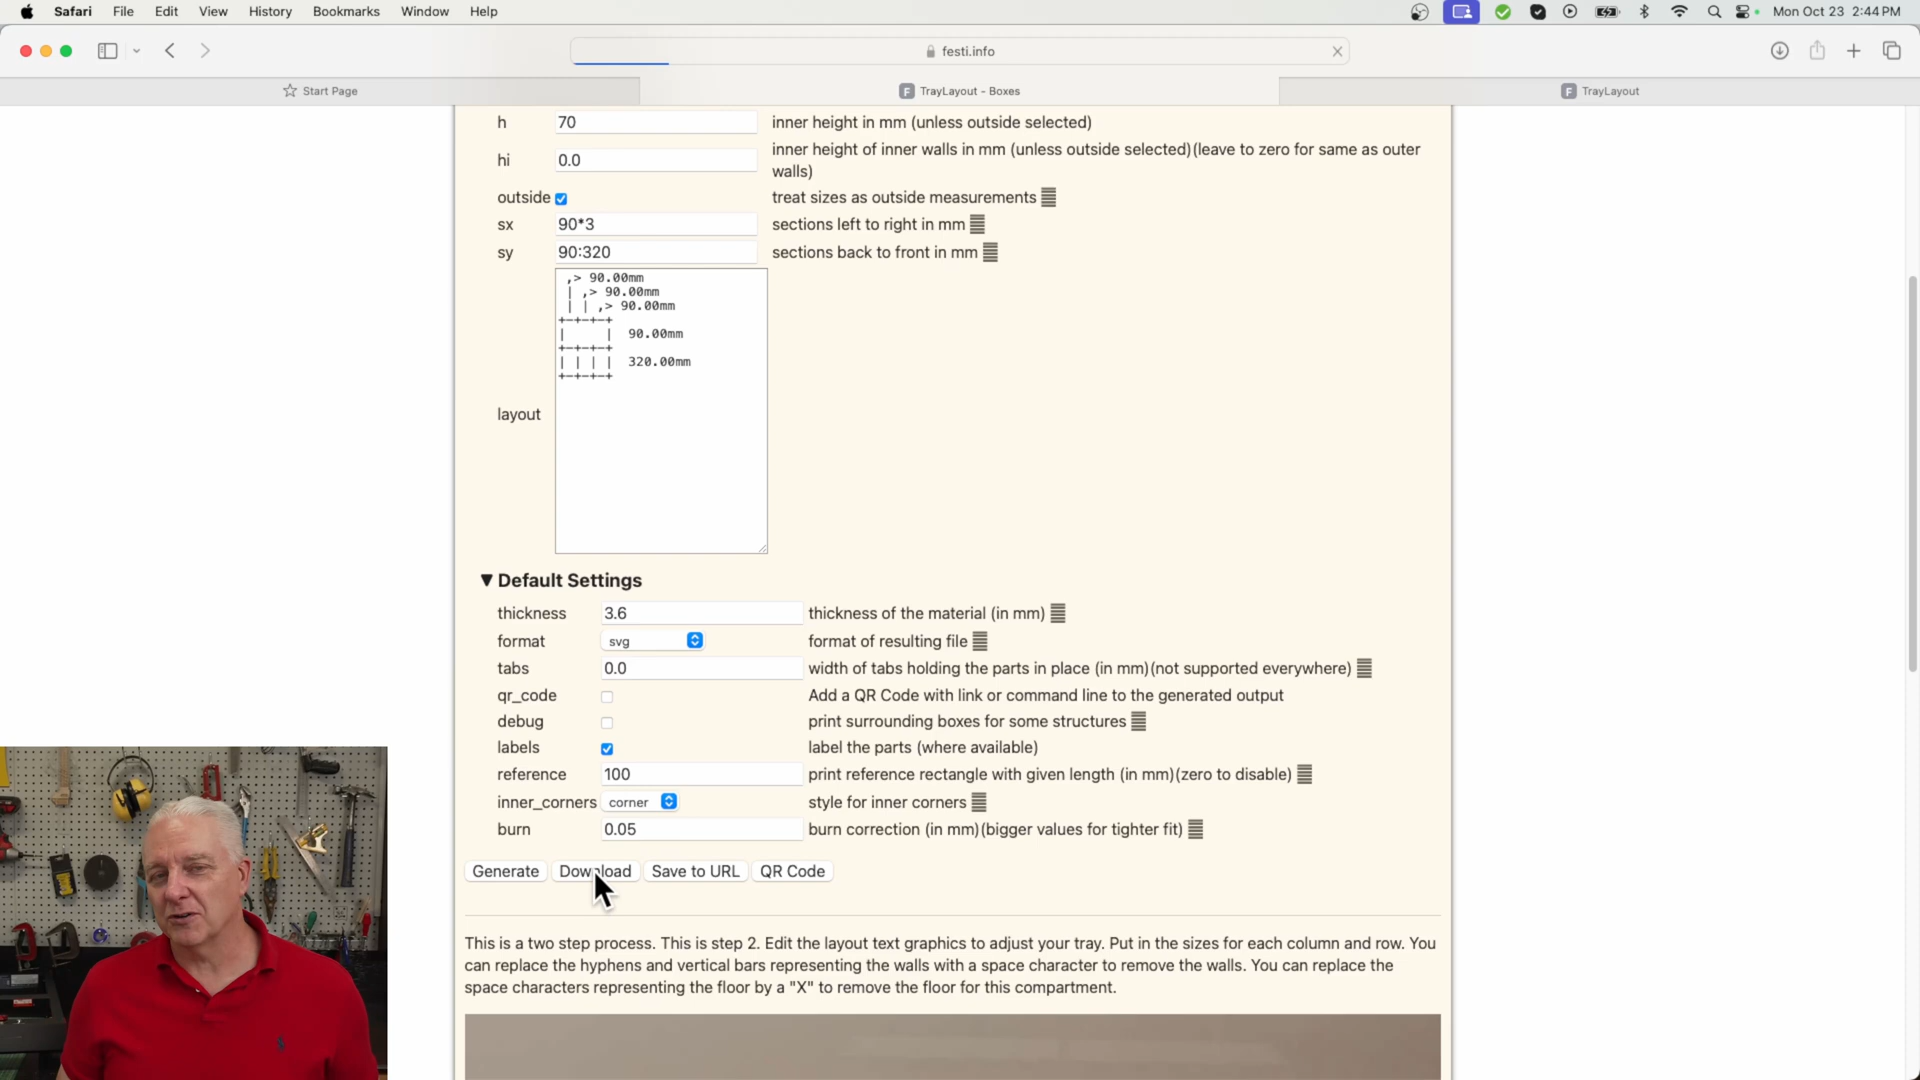 Safari File Edit View History Bookmarks Window Help Mon Oct 23 2:44 PM
festi.info
Start Page TrayLayout - Boxes TrayLayout
h 70 inner height in mm (unless outside selected)
hi 0.0 inner height of inner walls in mm (unless outside selected)(leave to zero for same as outer
walls)
outside treat sizes as outside measurements
sx 90*3 sections left to right in mm
sy 90:320 sections back to front in mm
layout
,> 90.00mm
| ,> 90.00mm
| | ,> 90.00mm
+-+-+-+
|     | 90.00mm
+-+-+-+
| | | | 320.00mm
+-+-+-+
▼ Default Settings
thickness 3.6 thickness of the material (in mm)
format svg format of resulting file
tabs 0.0 width of tabs holding the parts in place (in mm)(not supported everywhere)
qr_code Add a QR Code with link or command line to the generated output
debug print surrounding boxes for some structures
labels label the parts (where available)
reference 100 print reference rectangle with given length (in mm)(zero to disable)
inner_corners corner style for inner corners
burn 0.05 burn correction (in mm)(bigger values for tighter fit)
Generate Download Save to URL QR Code
This is a two step process. This is step 2. Edit the layout text graphics to adjust your tray. Put in the sizes for each column and row. You
can replace the hyphens and vertical bars representing the walls with a space character to remove the walls. You can replace the
space characters representing the floor by a "X" to remove the floor for this compartment.